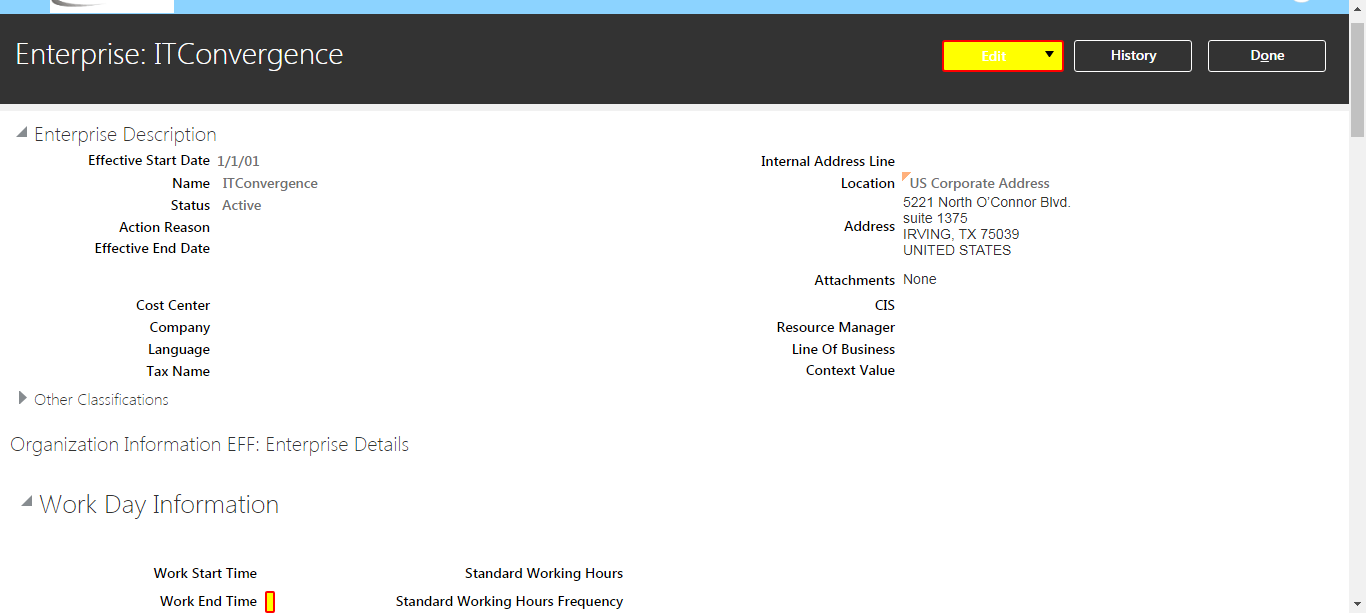 Enterprise: ITConvergence
Edit
History
Done
Enterprise Description
Effective Start Date 1/1/01
Name ITConvergence
Status Active
Action Reason
Effective End Date
Internal Address Line
Location US Corporate Address
Address 5221 North O'Connor Blvd.
suite 1375
IRVING, TX 75039
UNITED STATES
Attachments None
Cost Center
Company
Language
Tax Name
CIS
Resource Manager
Line Of Business
Context Value
Other Classifications
Organization Information EFF: Enterprise Details
Work Day Information
Work Start Time
Work End Time
Standard Working Hours
Standard Working Hours Frequency